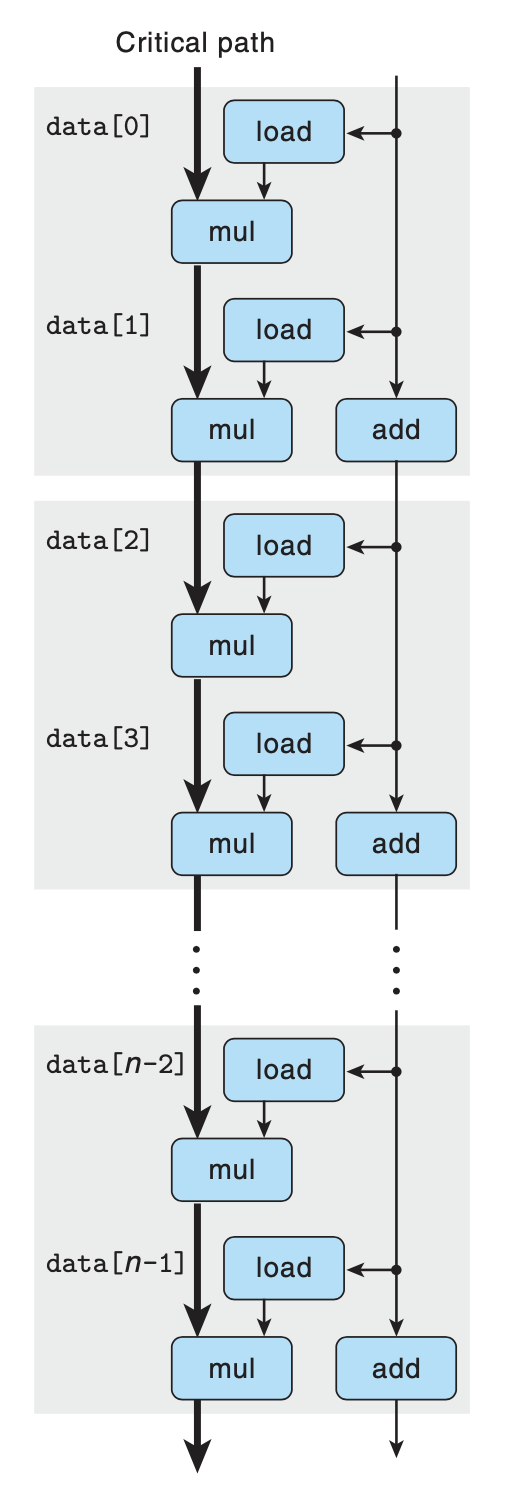 Critical path
data[0]
load
mul
data[1]
load
mul
add
data[2]
load
mul
data[3]
load
mul
add
data[n-2]
load
mul
data[n-1]
load
mul
add